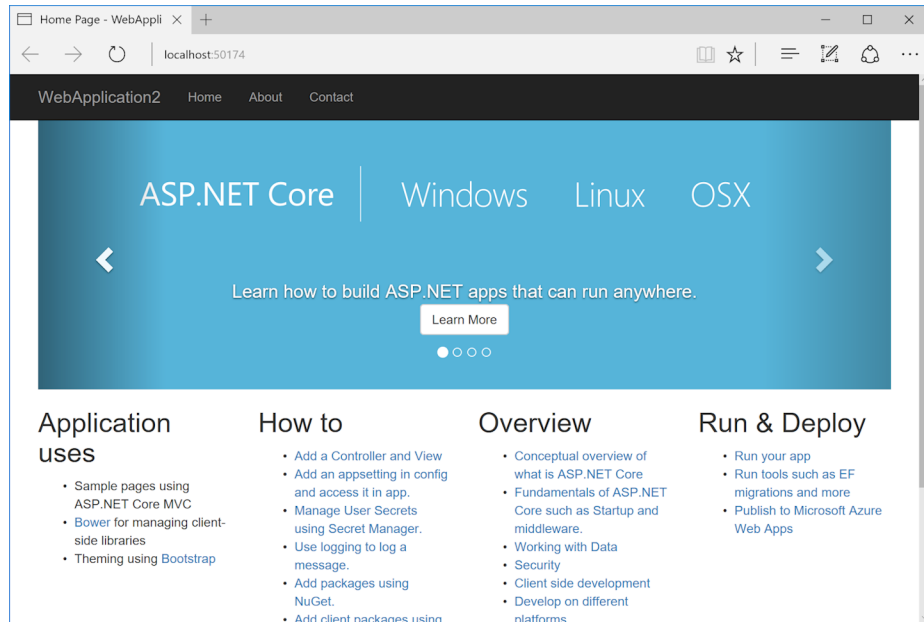 Home Page - WebAppli
localhost:50174
WebApplication2 Home About Contact
ASP.NET Core Windows Linux OSX
Learn how to build ASP.NET apps that can run anywhere.
Learn More
Application
uses
Sample pages using
ASP.NET Core MVC
Bower for managing client-
side libraries
Theming using Bootstrap
How to
Add a Controller and View
Add an appsetting in config
and access it in app.
Manage User Secrets
using Secret Manager.
Use logging to log a
message.
Add packages using
NuGet.
Add client packages using
Overview
Conceptual overview of
what is ASP.NET Core
Fundamentals of ASP.NET
Core such as Startup and
middleware.
Working with Data
Security
Client side development
Develop on different
platforms
Run & Deploy
Run your app
Run tools such as EF
migrations and more
Publish to Microsoft Azure
Web Apps